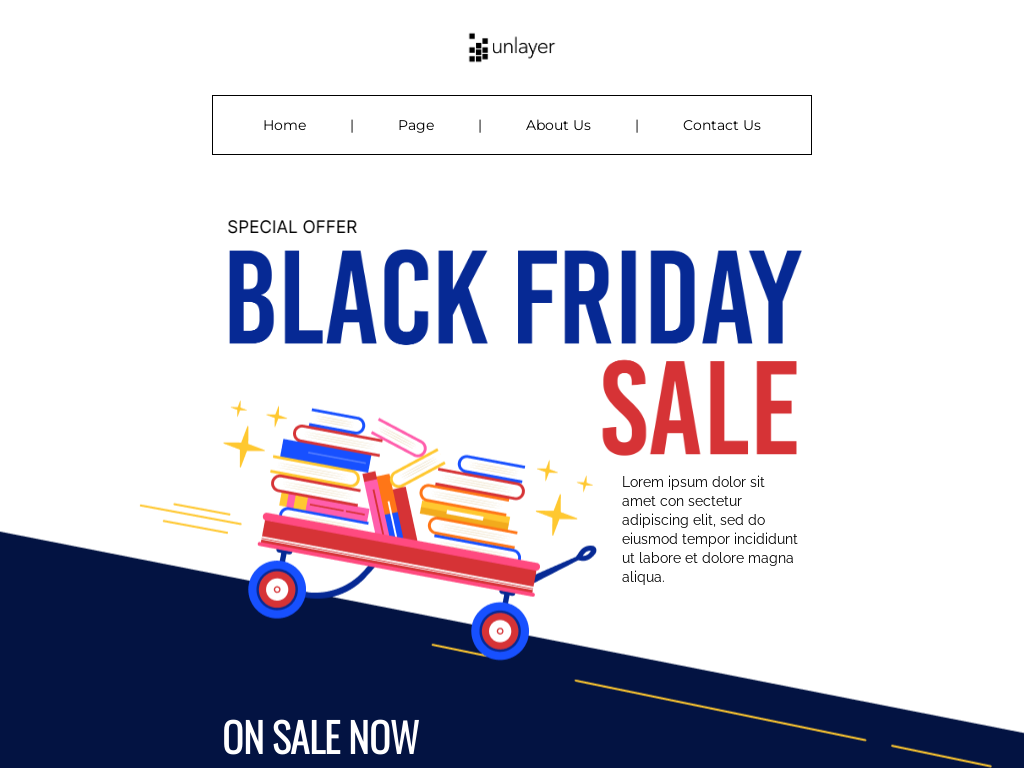 unlayer
Home | Page | About Us | Contact Us
SPECIAL OFFER
BLACK FRIDAY
SALE
Lorem ipsum dolor sit
amet con sectetur
adipiscing elit, sed do
eiusmod tempor incididunt
ut labore et dolore magna
aliqua.
ON SALE NOW